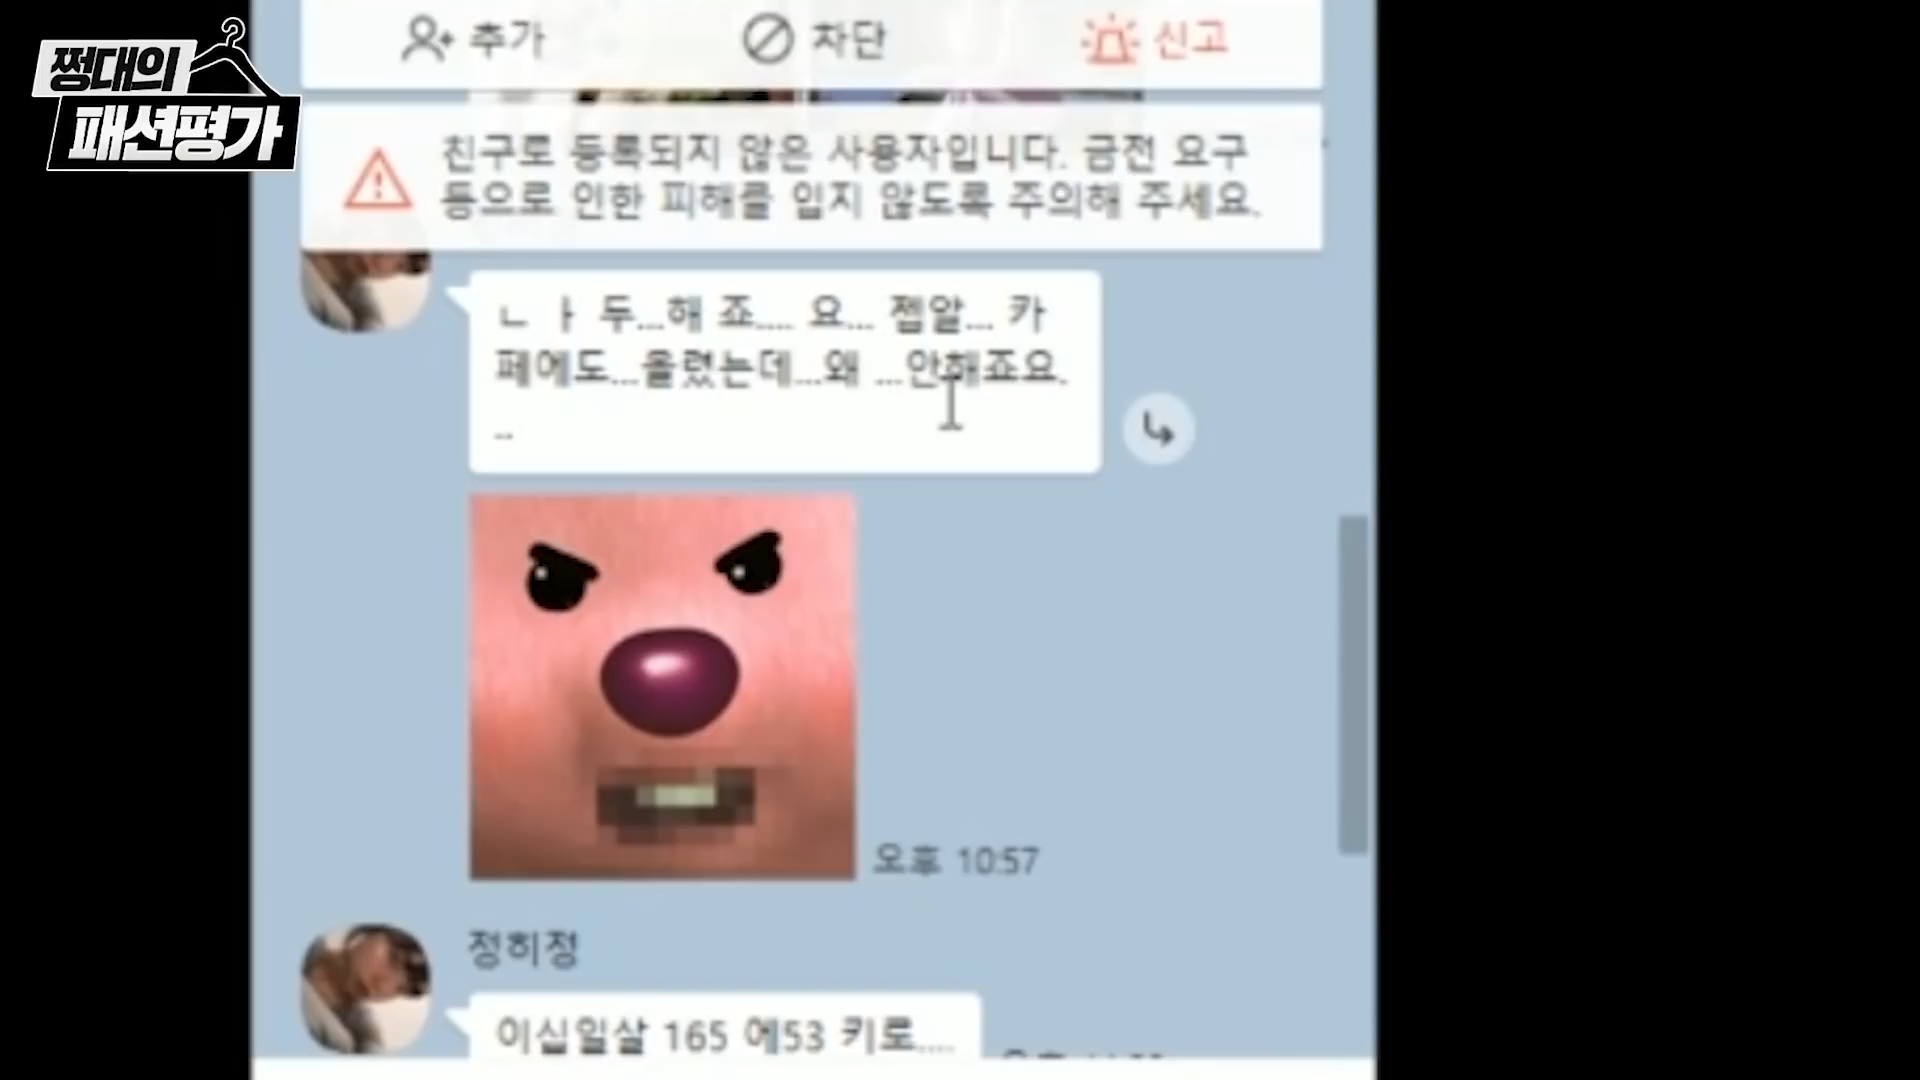 쩡대의
패션평가
추가
차단
신고
친구로 등록되지 않은 사용자입니다. 금전 요구
등으로 인한 피해를 입지 않도록 주의해 주세요.
ㄴ ㅏ 두...해 죠.... 요... 젭알... 카
페에도...올렸는데...왜 ...안해죠요.
..
오후 10:57
정히정
이십일살 165 에53 키로....